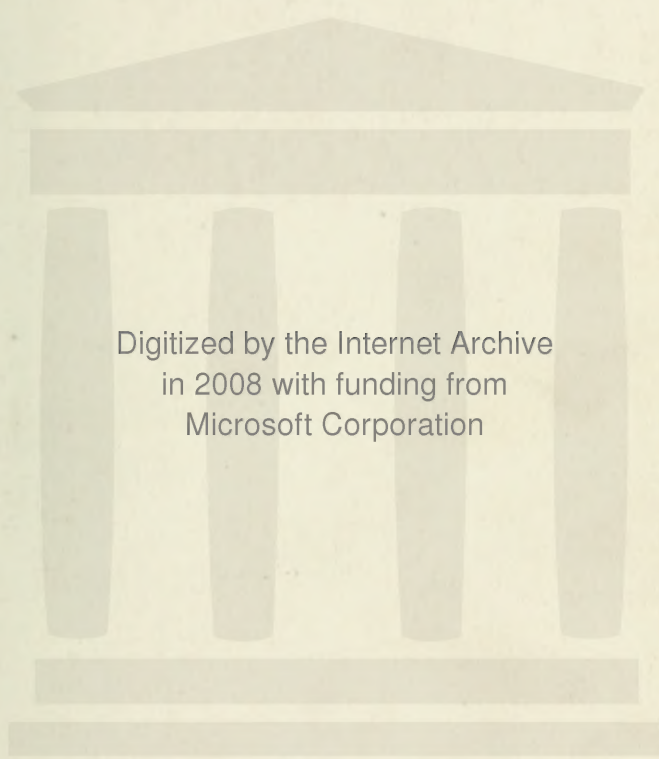 Digitized by the Internet Archive
in 2008 with funding from
Microsoft Corporation